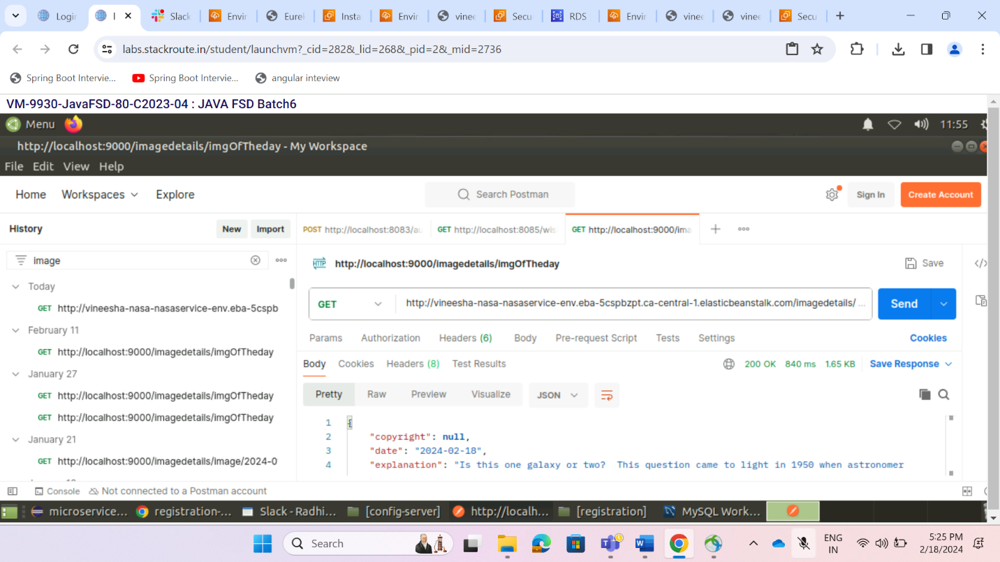 Login
I
Slack
Envir
Eurel
Insta
Envir
vinee
Secu
RDS
Envir
vinee
vinee
Secu
labs.stackroute.in/student/launchvm?_cid=282&_lid=268&_pid=2&_mid=2736
Spring Boot Intervie... Spring Boot Intervie... angular inteview
VM-9930-JavaFSD-80-C2023-04 : JAVA FSD Batch6
Menu 11:55
http://localhost:9000/imagedetails/imgOfTheday - My Workspace
File Edit View Help
Home Workspaces Explore Search Postman Sign In Create Account
History New Import
POST http://localhost:8083/au GET http://localhost:8085/wis GET http://localhost:9000/ima
image
HTTP http://localhost:9000/imagedetails/imgOfTheday Save </>
Today
GET http://vineesha-nasa-nasaservice-env.eba-5cspb
February 11
GET http://localhost:9000/imagedetails/imgOfTheday
January 27
GET http://localhost:9000/imagedetails/imgOfTheday
GET http://localhost:9000/imagedetails/imgOfTheday
January 21
GET http://localhost:9000/imagedetails/image/2024-0
GET http://vineesha-nasa-nasaservice-env.eba-5cspbzpt.ca-central-1.elasticbeanstalk.com/imagedetails/ ... Send
Params Authorization Headers (6) Body Pre-request Script Tests Settings Cookies
Body Cookies Headers (8) Test Results 200 OK 840 ms 1.65 KB Save Response
Pretty Raw Preview Visualize JSON
1 {
2 "copyright": null,
3 "date": "2024-02-18",
4 "explanation": "Is this one galaxy or two?  This question came to light in 1950 when astronomer
Console Not connected to a Postman account
microservice... registration-... Slack - Radhi... [config-server] http://localh... [registration] MySQL Work...
Search
ENG
IN
5:25 PM
2/18/2024